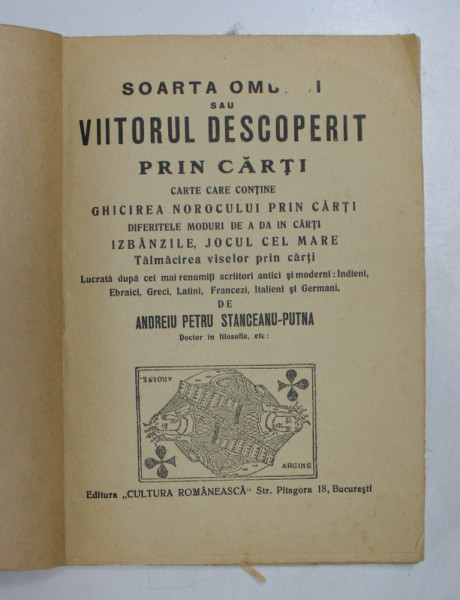 SOARTA OMULUI
SAU
VIITORUL DESCOPERIT
PRIN CĂRŢI
CARTE CARE CONŢINE
GHICIREA NOROCULUI PRIN CĂRŢI
DIFERITELE MODURI DE A DA IN CĂRŢI
IZBÂNZILE, JOCUL CEL MARE
Tălmăcirea viselor prin cărţi
Lucrată după cei mai renumiţi scriitori antici şi moderni: Indieni,
Ebraici, Greci, Latini, Francezi, Italieni şi Germani.
DE
ANDREIU PETRU STANCEANU-PUTNA
Doctor in filosofie, etc:
ARGINE
ARGINE
Editura „CULTURA ROMÂNEASCĂ" Str. Pitagora 18, Bucureşti